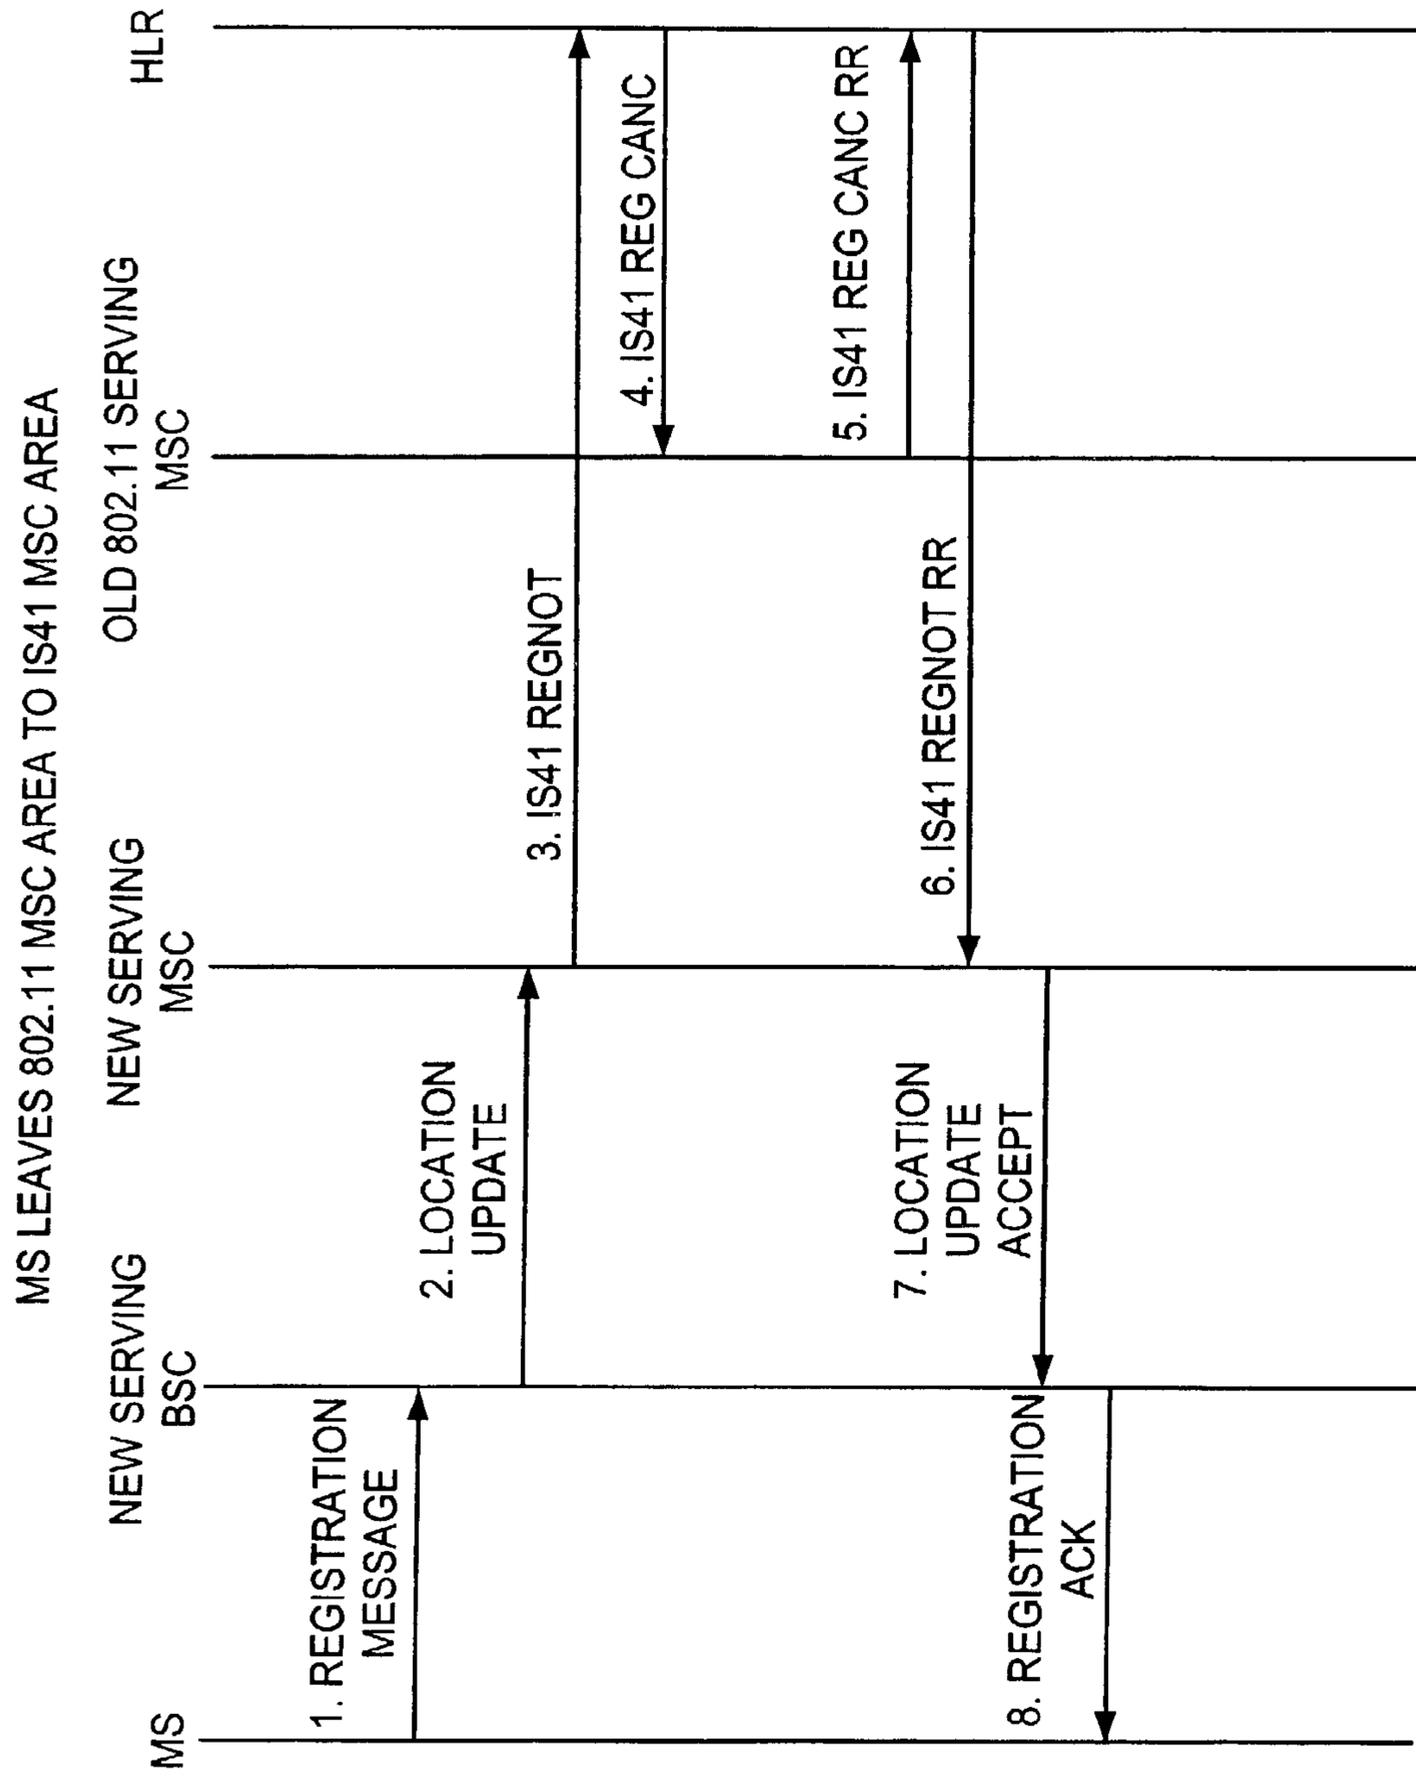 MS LEAVES 802.11 MSC AREA TO IS41 MSC AREA
MS
NEW SERVING
BSC
NEW SERVING
MSC
OLD 802.11 SERVING
MSC
HLR
1. REGISTRATION
MESSAGE
2. LOCATION
UPDATE
3. IS41 REGNOT
4. IS41 REG CANC
5. IS41 REG CANC RR
6. IS41 REGNOT RR
7. LOCATION
UPDATE
ACCEPT
8. REGISTRATION
ACK